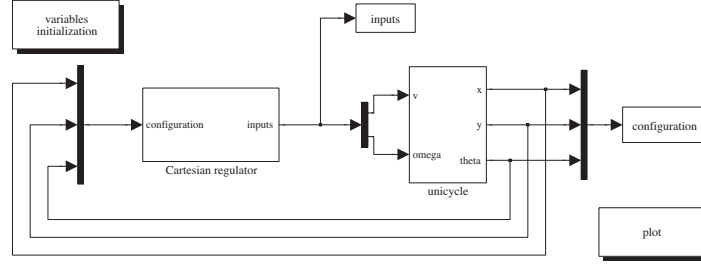 variables
initialization
inputs
configuration
inputs
Cartesian regulator
v
omega
x
y
theta
unicycle
configuration
plot